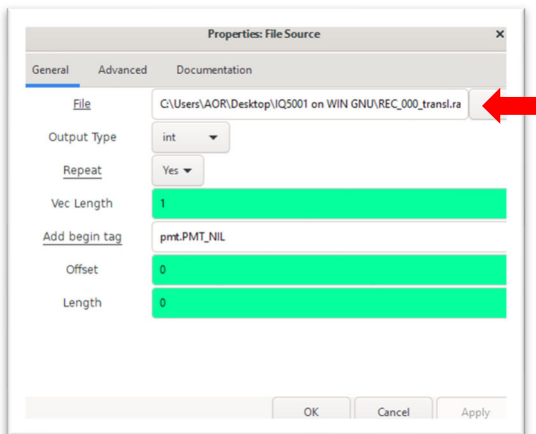 Properties: File Source ×
General Advanced Documentation
File C:\Users\AOR\Desktop\IQ5001 on WIN GNU\REC_000_transl.ra
Output Type int
Repeat Yes
Vec Length 1
Add begin tag pmt.PMT_NIL
Offset 0
Length 0
OK Cancel Apply